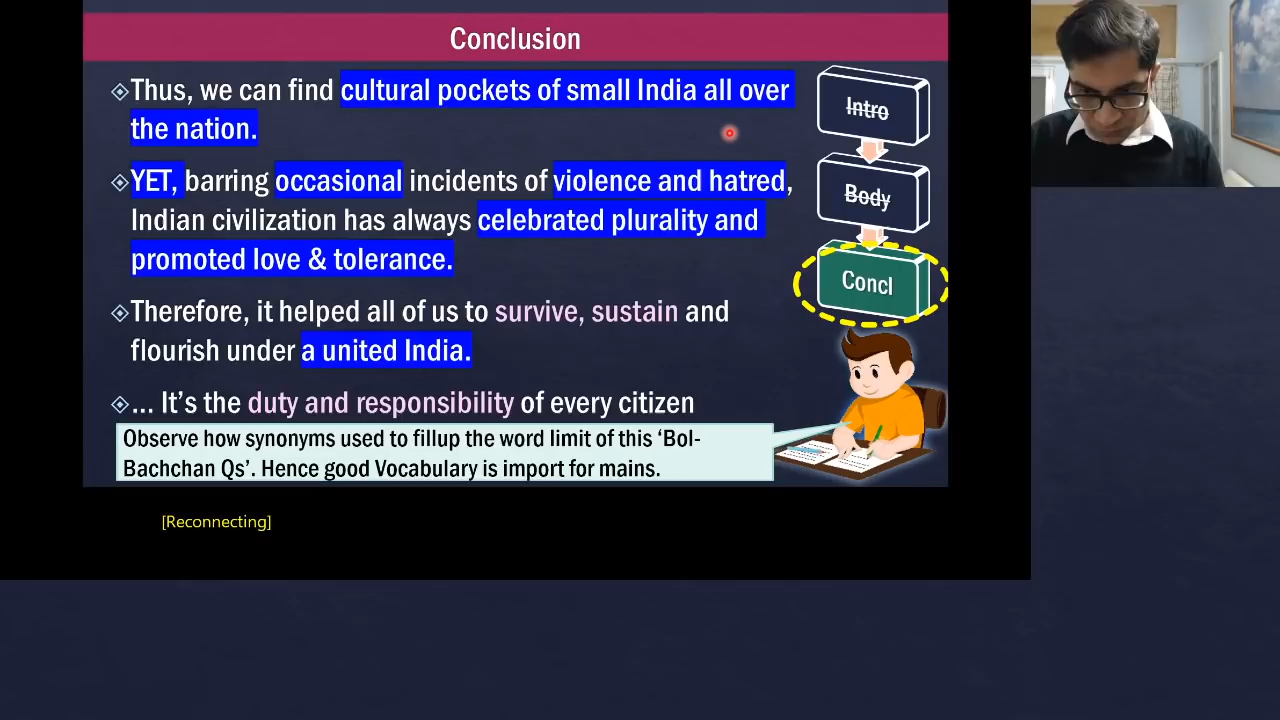 Conclusion
Thus, we can find cultural pockets of small India all over
the nation.
YET, barring occasional incidents of violence and hatred,
Indian civilization has always celebrated plurality and
promoted love & tolerance.
Therefore, it helped all of us to survive, sustain and
flourish under a united India.
... It's the duty and responsibility of every citizen
Observe how synonyms used to fillup the word limit of this ‘Bol-
Bachchan Qs’. Hence good Vocabulary is import for mains.
Intro
Body
Concl
[Reconnecting]